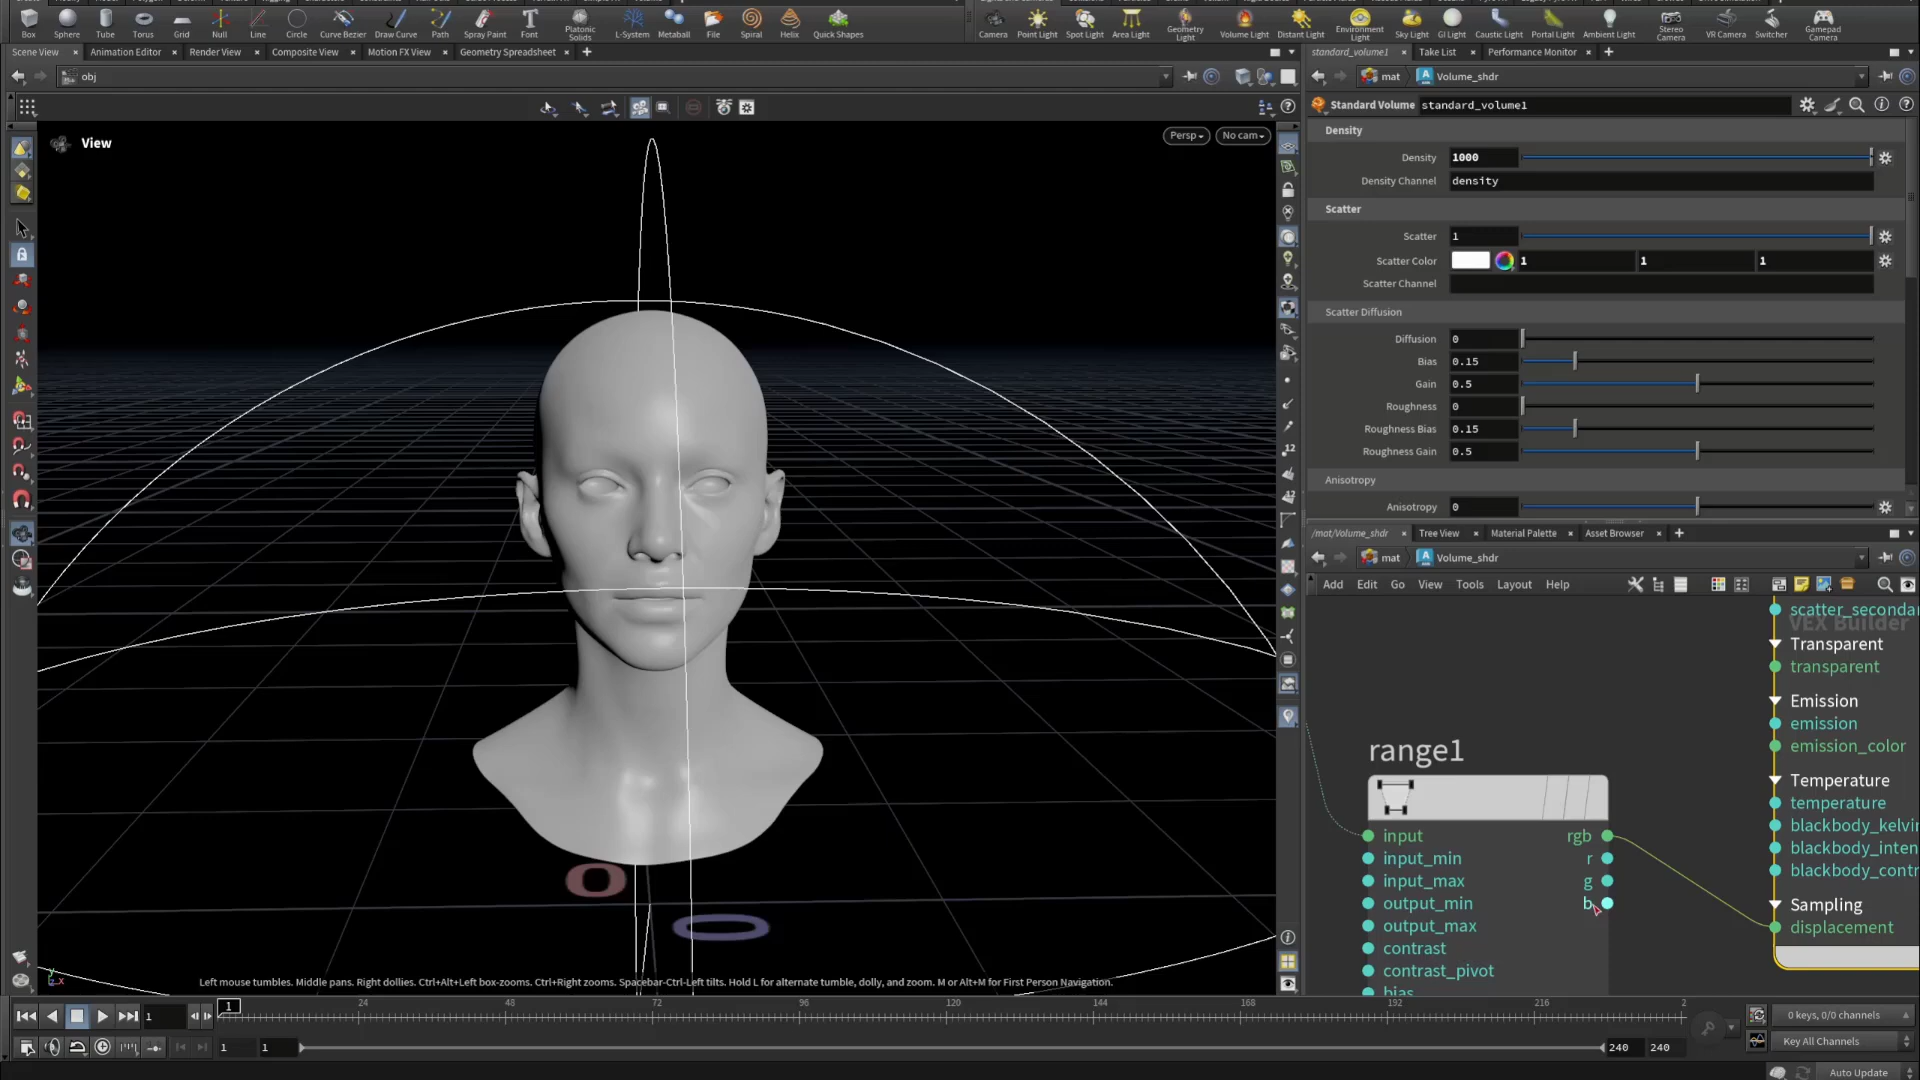 Box Sphere Tube Torus Grid Null Line Circle Curve Bezier Draw Curve Path Spray Paint Font Platonic Solids L-System Metaball File Spiral Helix Quick Shapes
Camera Point Light Spot Light Area Light Geometry Light Volume Light Distant Light Environment Light Sky Light GI Light Caustic Light Portal Light Ambient Light Stereo Camera VR Camera Switcher Gamepad Camera
Scene View Animation Editor Render View Composite View Motion FX View Geometry Spreadsheet
obj
View
Persp No cam
Left mouse tumbles. Middle pans. Right dollies. Ctrl+Alt+Left box-zooms. Ctrl+Right zooms. Spacebar-Ctrl-Left tilts. Hold L for alternate tumble, dolly, and zoom. M or Alt+M for First Person Navigation.
standard_volume1 Take List Performance Monitor
mat Volume_shdr
Standard Volume standard_volume1
Density
Density 1000
Density Channel density
Scatter
Scatter 1
Scatter Color 1 1 1
Scatter Channel
Scatter Diffusion
Diffusion 0
Bias 0.15
Gain 0.5
Roughness 0
Roughness Bias 0.15
Roughness Gain 0.5
Anisotropy
Anisotropy 0
/mat/Volume_shdr Tree View Material Palette Asset Browser
mat Volume_shdr
Add Edit Go View Tools Layout Help
VEX Builder
range1
input rgb
input_min r
input_max g
output_min b
output_max
contrast
contrast_pivot
bias
scatter_seconda
Transparent
transparent
Emission
emission
emission_color
Temperature
temperature
blackbody_kelvi
blackbody_inten
blackbody_contr
Sampling
displacement
1 1 24 48 72 96 120 144 168 192 216 2
0 keys, 0/0 channels
1 1 240 240
Key All Channels
Auto Update